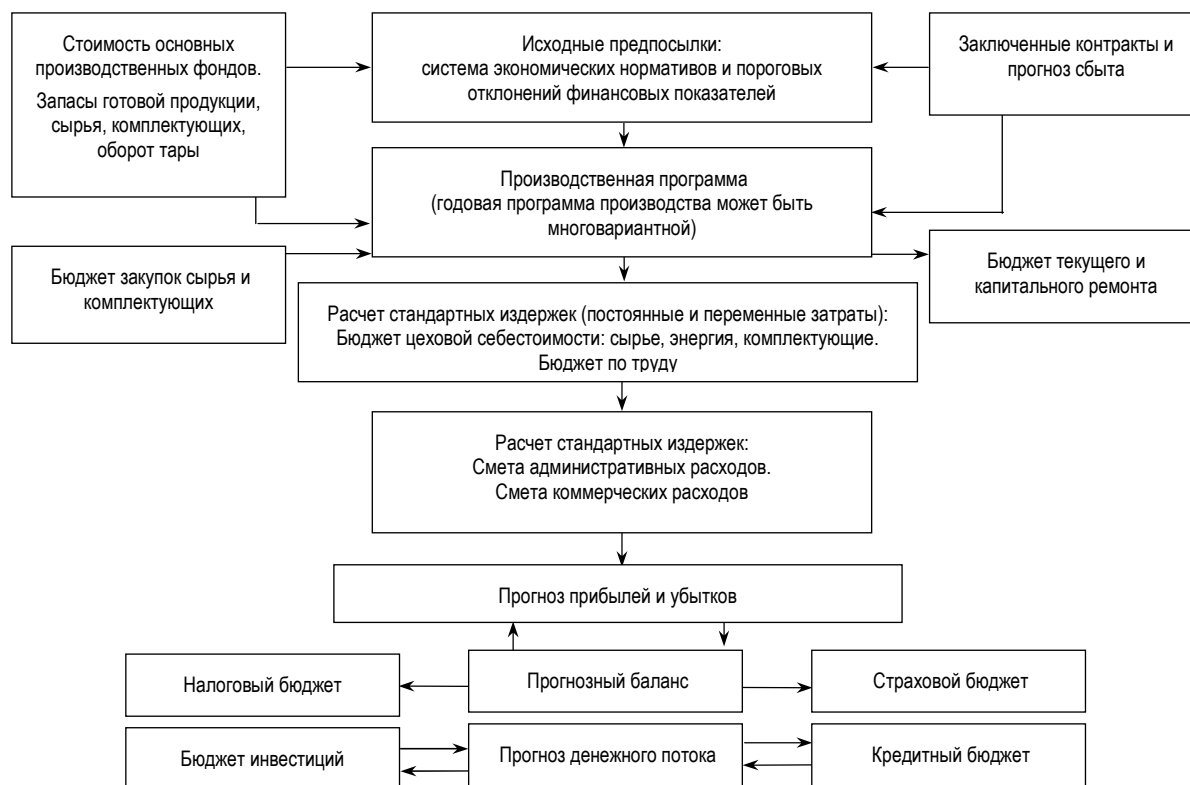 Стоимость основных
производственных фондов.
Запасы готовой продукции,
сырья, комплектующих,
оборот тары
Исходные предпосылки:
система экономических нормативов и пороговых
отклонений финансовых показателей
Заключенные контракты и
прогноз сбыта
Производственная программа
(годовая программа производства может быть
многовариантной)
Бюджет закупок сырья и
комплектующих
Бюджет текущего и
капитального ремонта
Расчет стандартных издержек (постоянные и переменные затраты):
Бюджет цеховой себестоимости: сырье, энергия, комплектующие.
Бюджет по труду
Расчет стандартных издержек:
Смета административных расходов.
Смета коммерческих расходов
Прогноз прибылей и убытков
Налоговый бюджет
Прогнозный баланс
Страховой бюджет
Бюджет инвестиций
Прогноз денежного потока
Кредитный бюджет